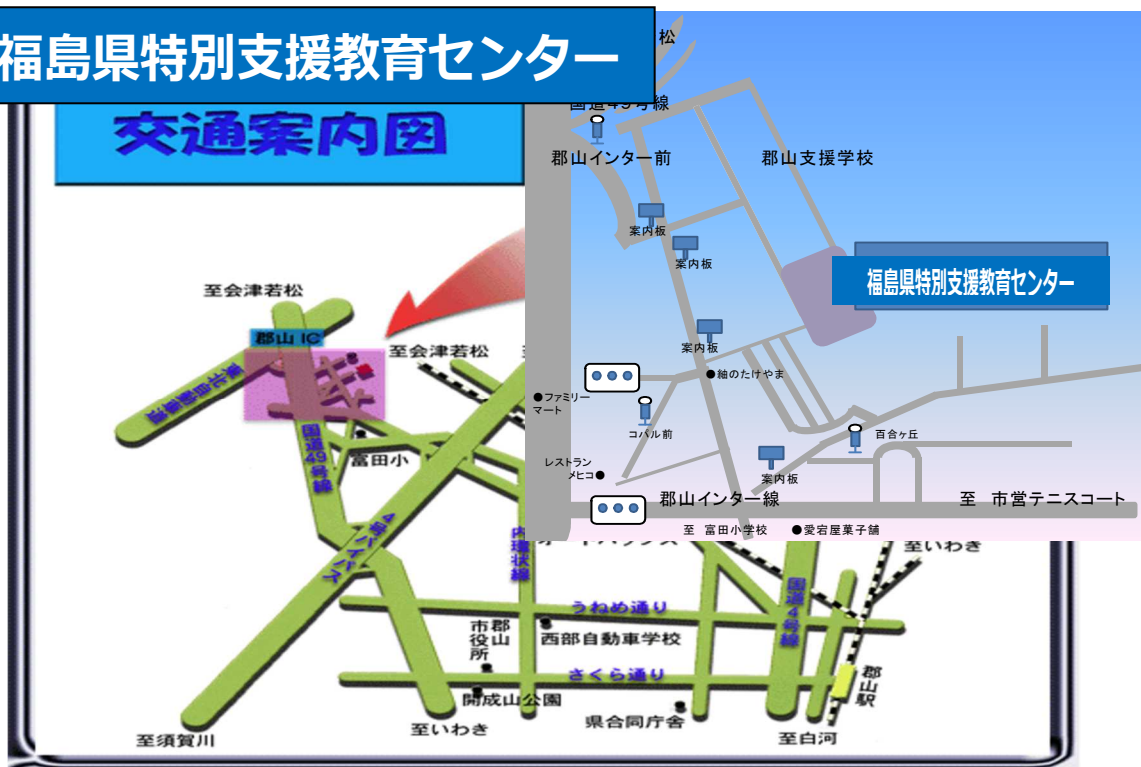 福島県特別支援教育センター
交通案内図
松
国道49号線
郡山インター前
郡山支援学校
案内板
案内板
福島県特別支援教育センター
案内板
●紬のたけやま
●ファミリー
マート
コパル前
百合ヶ丘
レストラン
メヒコ●
案内板
郡山インター線
至 市営テニスコート
至 富田小学校
●愛宕屋菓子舗
至会津若松
郡山 IC
至会津若松
東北自動車道
国道49号線
富田小
4号バイパス
内環状線
オートバックス
至いわき
国道4号線
うねめ通り
郡山市役所
西部自動車学校
さくら通り
開成山公園
郡山駅
県合同庁舎
至いわき
至白河
至須賀川